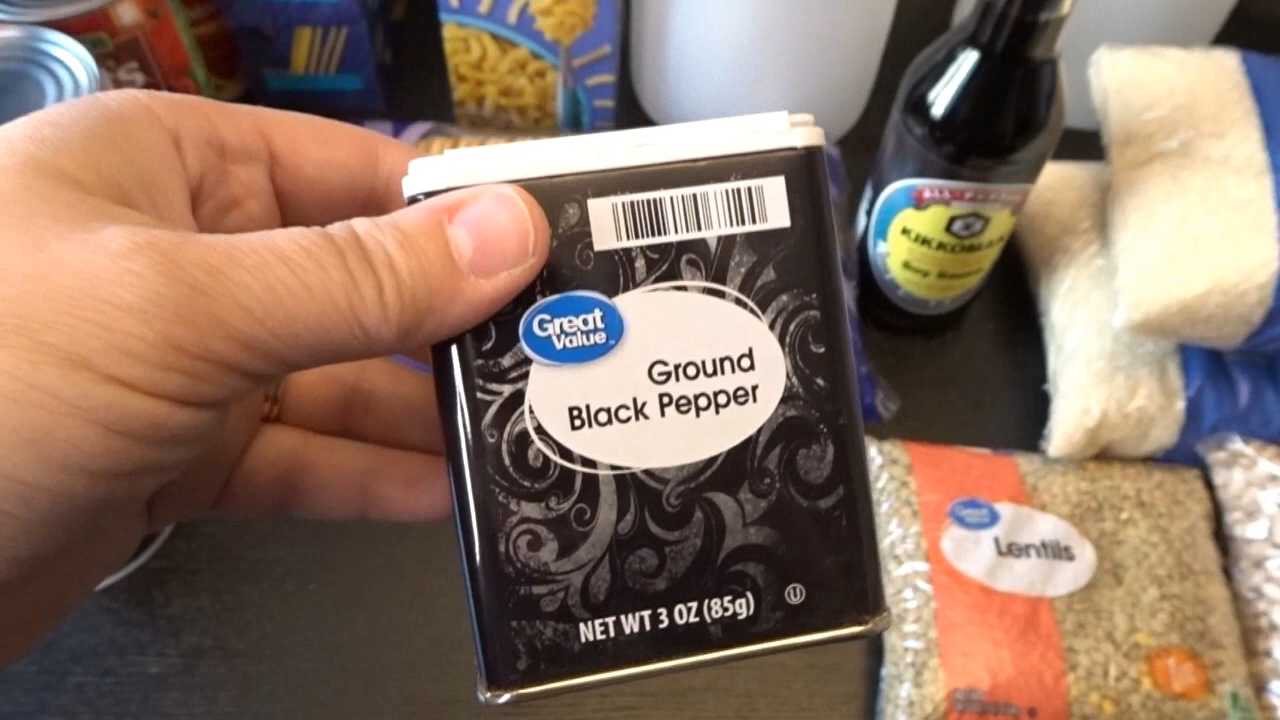 Great
Value
Ground
Black Pepper
NET WT 3 OZ (85g)
U
KIKKOMAN
Soy Sauce
Great
Value
Lentils